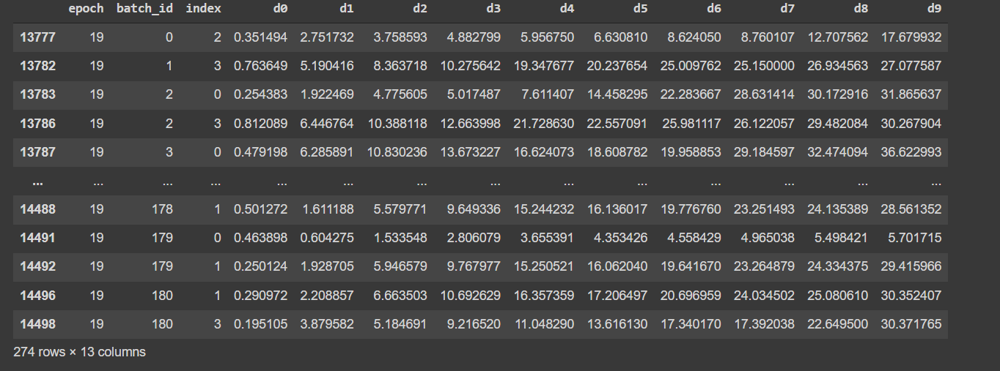 epoch batch_id index d0 d1 d2 d3 d4 d5 d6 d7 d8 d9
13777 19 0 2 0.351494 2.751732 3.758593 4.882799 5.956750 6.630810 8.624050 8.760107 12.707562 17.679932
13782 19 1 3 0.763649 5.190416 8.363718 10.275642 19.347677 20.237654 25.009762 25.150000 26.934563 27.077587
13783 19 2 0 0.254383 1.922469 4.775605 5.017487 7.611407 14.458295 22.283667 28.631414 30.172916 31.865637
13786 19 2 3 0.812089 6.446764 10.388118 12.663998 21.728630 22.557091 25.981117 26.122057 29.482084 30.267904
13787 19 3 0 0.479198 6.285891 10.830236 13.673227 16.624073 18.608782 19.958853 29.184597 32.474094 36.622993
... ... ... ... ... ... ... ... ... ... ... ... ... ...
14488 19 178 1 0.501272 1.611188 5.579771 9.649336 15.244232 16.136017 19.776760 23.251493 24.135389 28.561352
14491 19 179 0 0.463898 0.604275 1.533548 2.806079 3.655391 4.353426 4.558429 4.965038 5.498421 5.701715
14492 19 179 1 0.250124 1.928705 5.946579 9.767977 15.250521 16.062040 19.641670 23.264879 24.334375 29.415966
14496 19 180 1 0.290972 2.208857 6.663503 10.692629 16.357359 17.206497 20.696959 24.034502 25.080610 30.352407
14498 19 180 3 0.195105 3.879582 5.184691 9.216520 11.048290 13.616130 17.340170 17.392038 22.649500 30.371765
274 rows × 13 columns